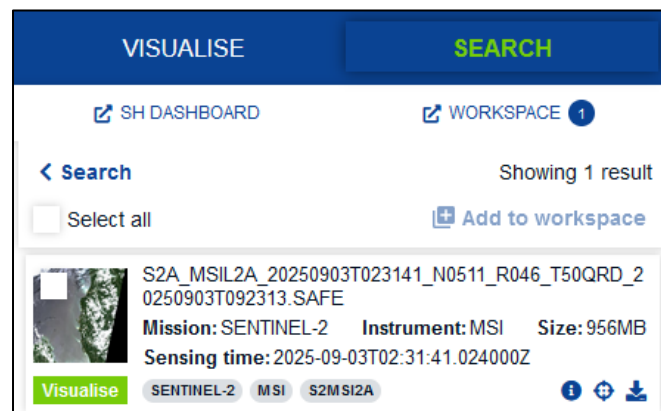 VISUALISE SEARCH
SH DASHBOARD WORKSPACE 1
Search Showing 1 result
Select all Add to workspace
S2A_MSIL2A_20250903T023141_N0511_R046_T50QRD_2
0250903T092313.SAFE
Mission: SENTINEL-2 Instrument: MSI Size: 956MB
Sensing time: 2025-09-03T02:31:41.024000Z
Visualise SENTINEL-2 MSI S2MSI2A